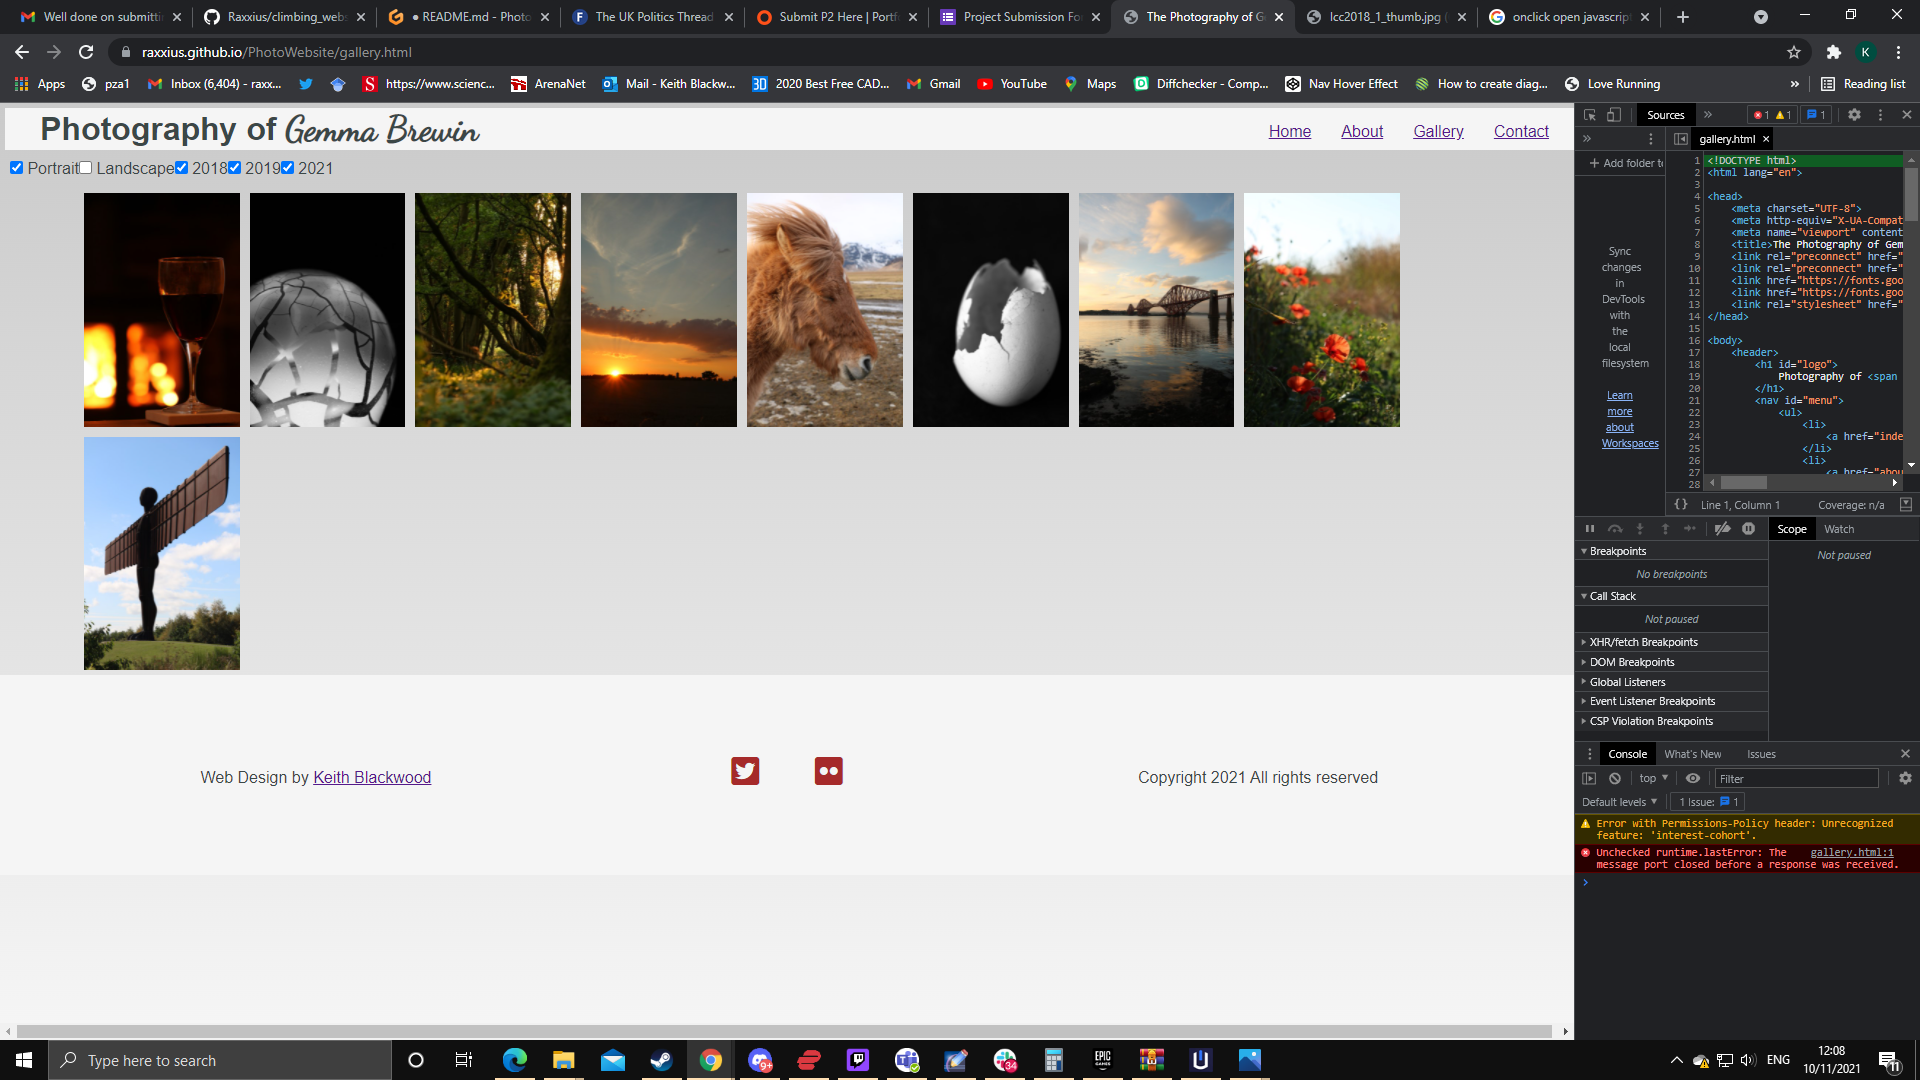 Well done on submittin
Raxxius/climbing_webs
● README.md - Photo
The UK Politics Thread
Submit P2 Here | Portf
Project Submission Fo
The Photography of G
lcc2018_1_thumb.jpg (
onclick open javascrip
raxxius.github.io/PhotoWebsite/gallery.html
K
Apps
pza1
Inbox (6,404) - raxx...
https://www.scienc...
ArenaNet
Mail - Keith Blackw...
2020 Best Free CAD...
Gmail
YouTube
Maps
Diffchecker - Comp...
Nav Hover Effect
How to create diag...
Love Running
»
Reading list
Photography of Gemma Brewin
Home
About
Gallery
Contact
Portrait Landscape 2018 2019 2021
Web Design by Keith Blackwood
Copyright 2021 All rights reserved
Sources
»
1
1
1
»
gallery.html
+ Add folder t
Sync
changes
in
DevTools
with
the
local
filesystem
Learn
more
about
Workspaces
1 <!DOCTYPE html>
2 <html lang="en">
3
4 <head>
5 <meta charset="UTF-8">
6 <meta http-equiv="X-UA-Compat
7 <meta name="viewport" content
8 <title>The Photography of Gem
9 <link rel="preconnect" href="
10 <link rel="preconnect" href="
11 <link href="https://fonts.goo
12 <link href="https://fonts.goo
13 <link rel="stylesheet" href="
14 </head>
15
16 <body>
17 <header>
18 <h1 id="logo">
19 Photography of <span
20 </h1>
21 <nav id="menu">
22 <ul>
23 <li>
24 <a href="inde
25 </li>
26 <li>
27 <a href="abou
28
{} Line 1, Column 1
Coverage: n/a
Scope
Watch
Not paused
Breakpoints
No breakpoints
Call Stack
Not paused
XHR/fetch Breakpoints
DOM Breakpoints
Global Listeners
Event Listener Breakpoints
CSP Violation Breakpoints
Console
What's New
Issues
top
Filter
Default levels
1 Issue: 1
Error with Permissions-Policy header: Unrecognized
feature: 'interest-cohort'.
Unchecked runtime.lastError: The gallery.html:1
message port closed before a response was received.
Type here to search
9+
34
EPIC
GAMES
ENG
12:08
10/11/2021
11